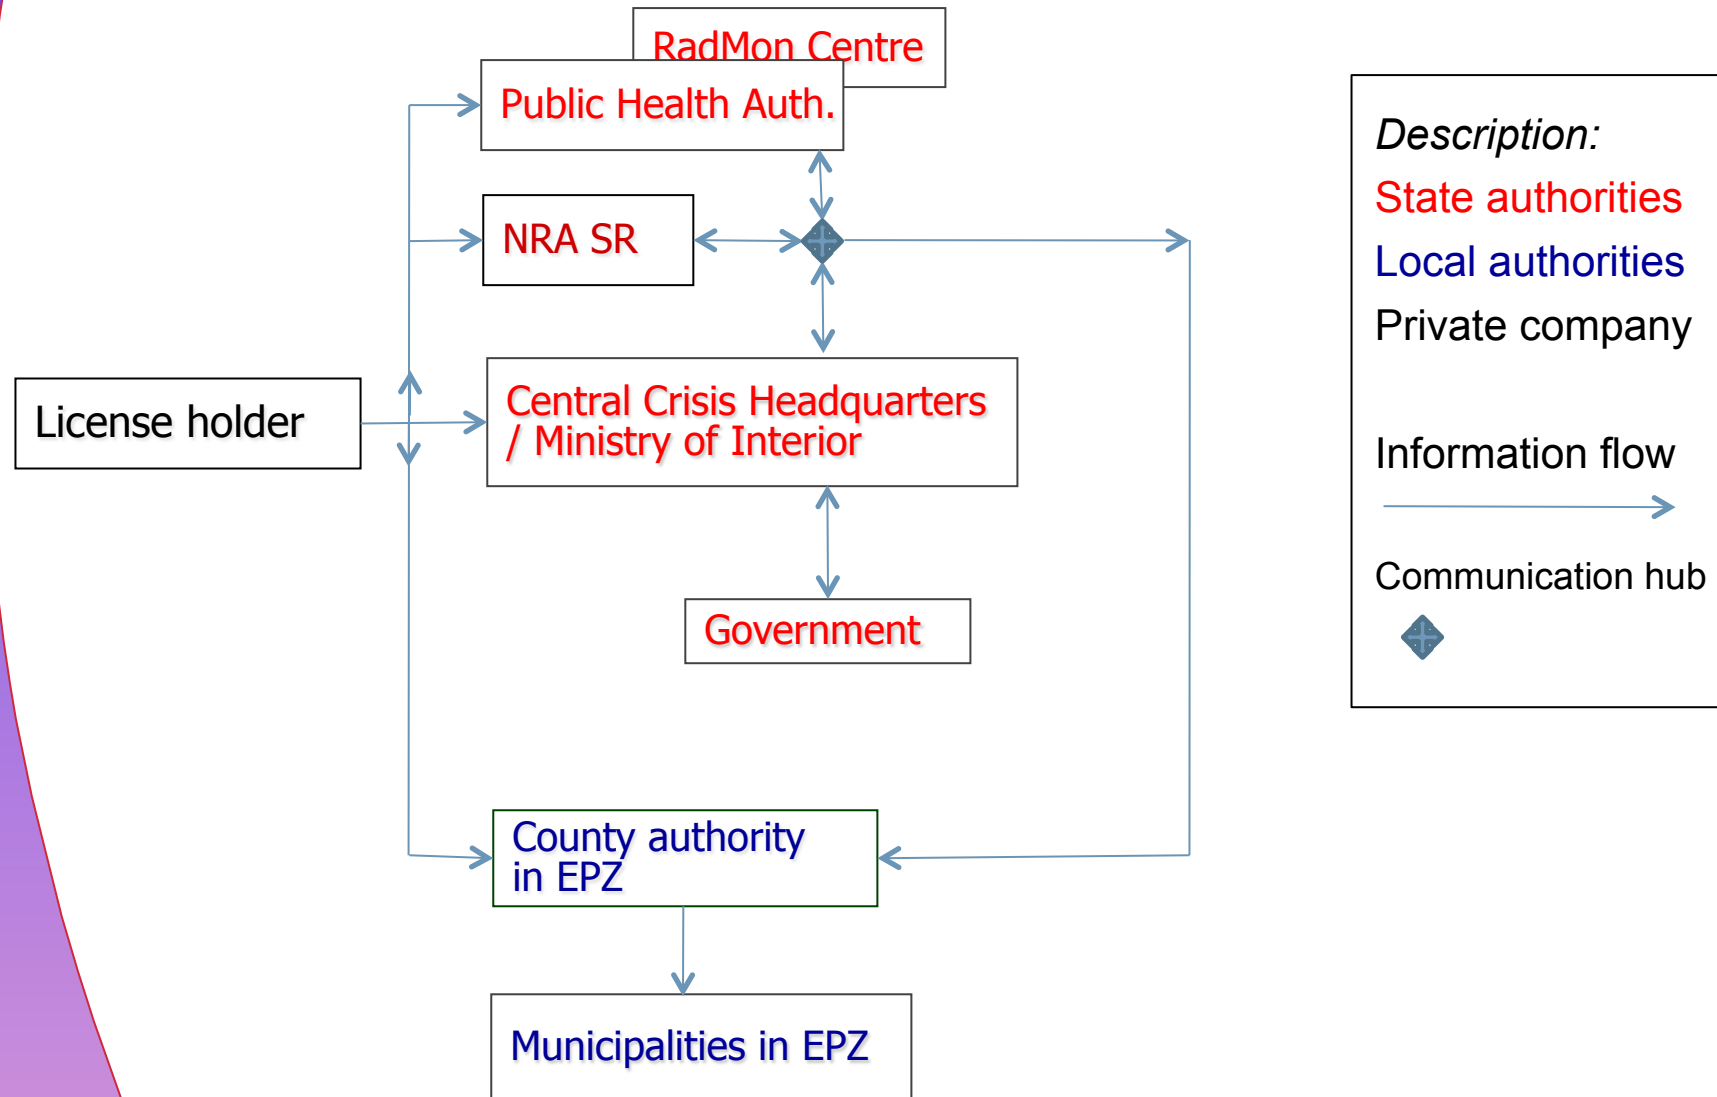 RadMon Centre
Public Health Auth.
NRA SR
License holder
Central Crisis Headquarters
/ Ministry of Interior
Government
County authority
in EPZ
Municipalities in EPZ
Description:
State authorities
Local authorities
Private company
Information flow
Communication hub